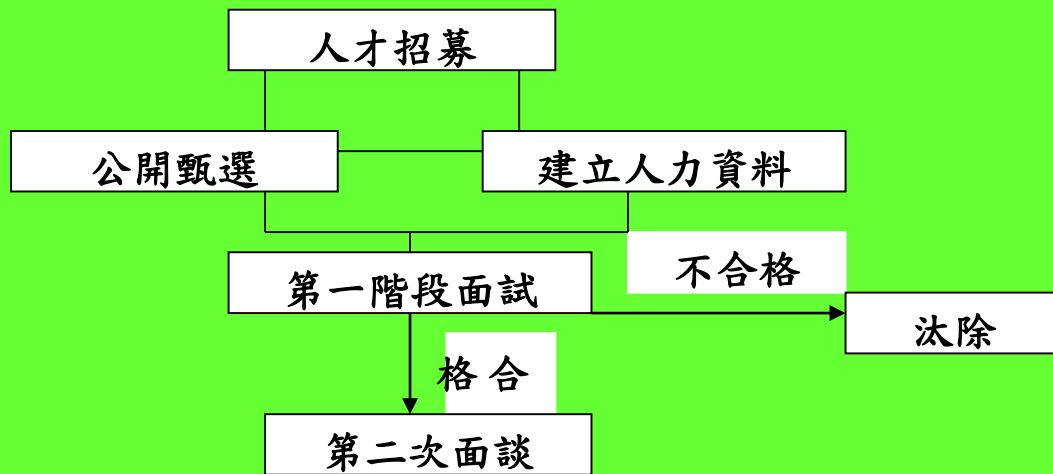 人才招募
公開甄選
建立人力資料
不合格
第一階段面試
汰除
格合
第二次面談